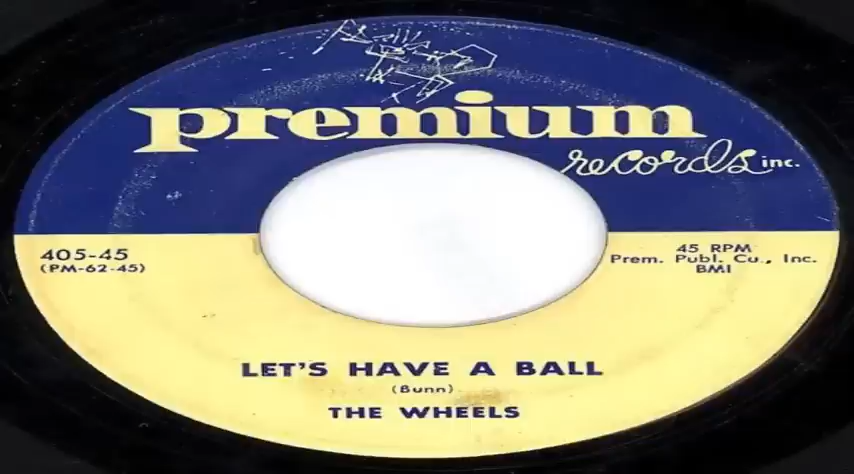 premium
records inc.
405-45
(PM-62-45)
45 RPM
Prem. Publ. Co., Inc.
BMI
LET'S HAVE A BALL
(Bunn)
THE WHEELS